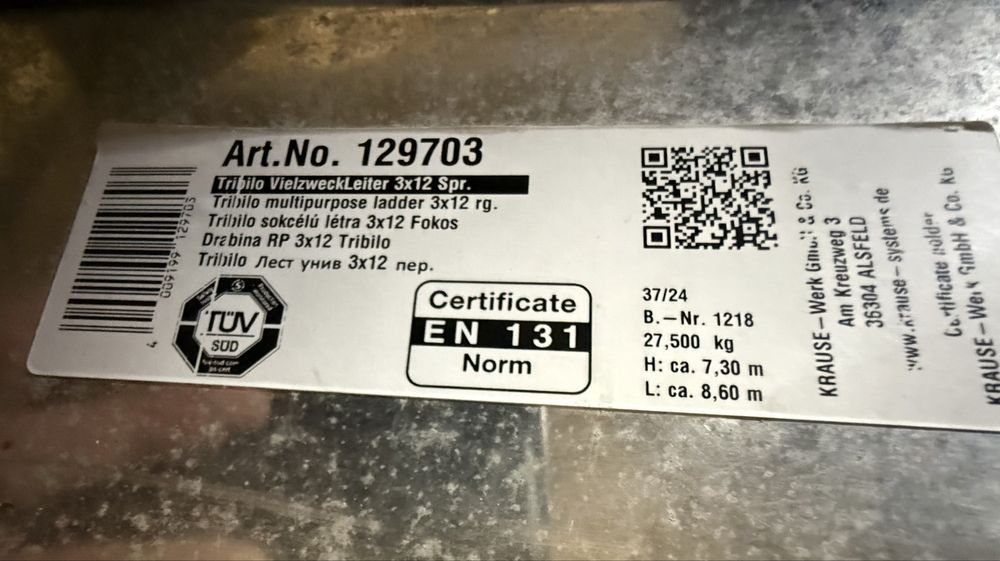 Art.No. 129703
Tribilo VielzweckLeiter 3x12 Spr.
Tribilo multipurpose ladder 3x12 rg.
Tribilo sokcélú létra 3x12 Fokos
Drabina RP 3x12 Tribilo
Tribilo Лест унив 3x12 пер.
4 009199 129703
TÜV
SÜD
Certificate
EN 131
Norm
37/24
B.-Nr. 1218
27,500 kg
H: ca. 7,30 m
L: ca. 8,60 m
KRAUSE-Werk GmbH & Co. KG
Am Kreuzweg 3
36304 ALSFELD
www.krause-systems.de
Certificate holder
KRAUSE-Werk GmbH & Co. KG